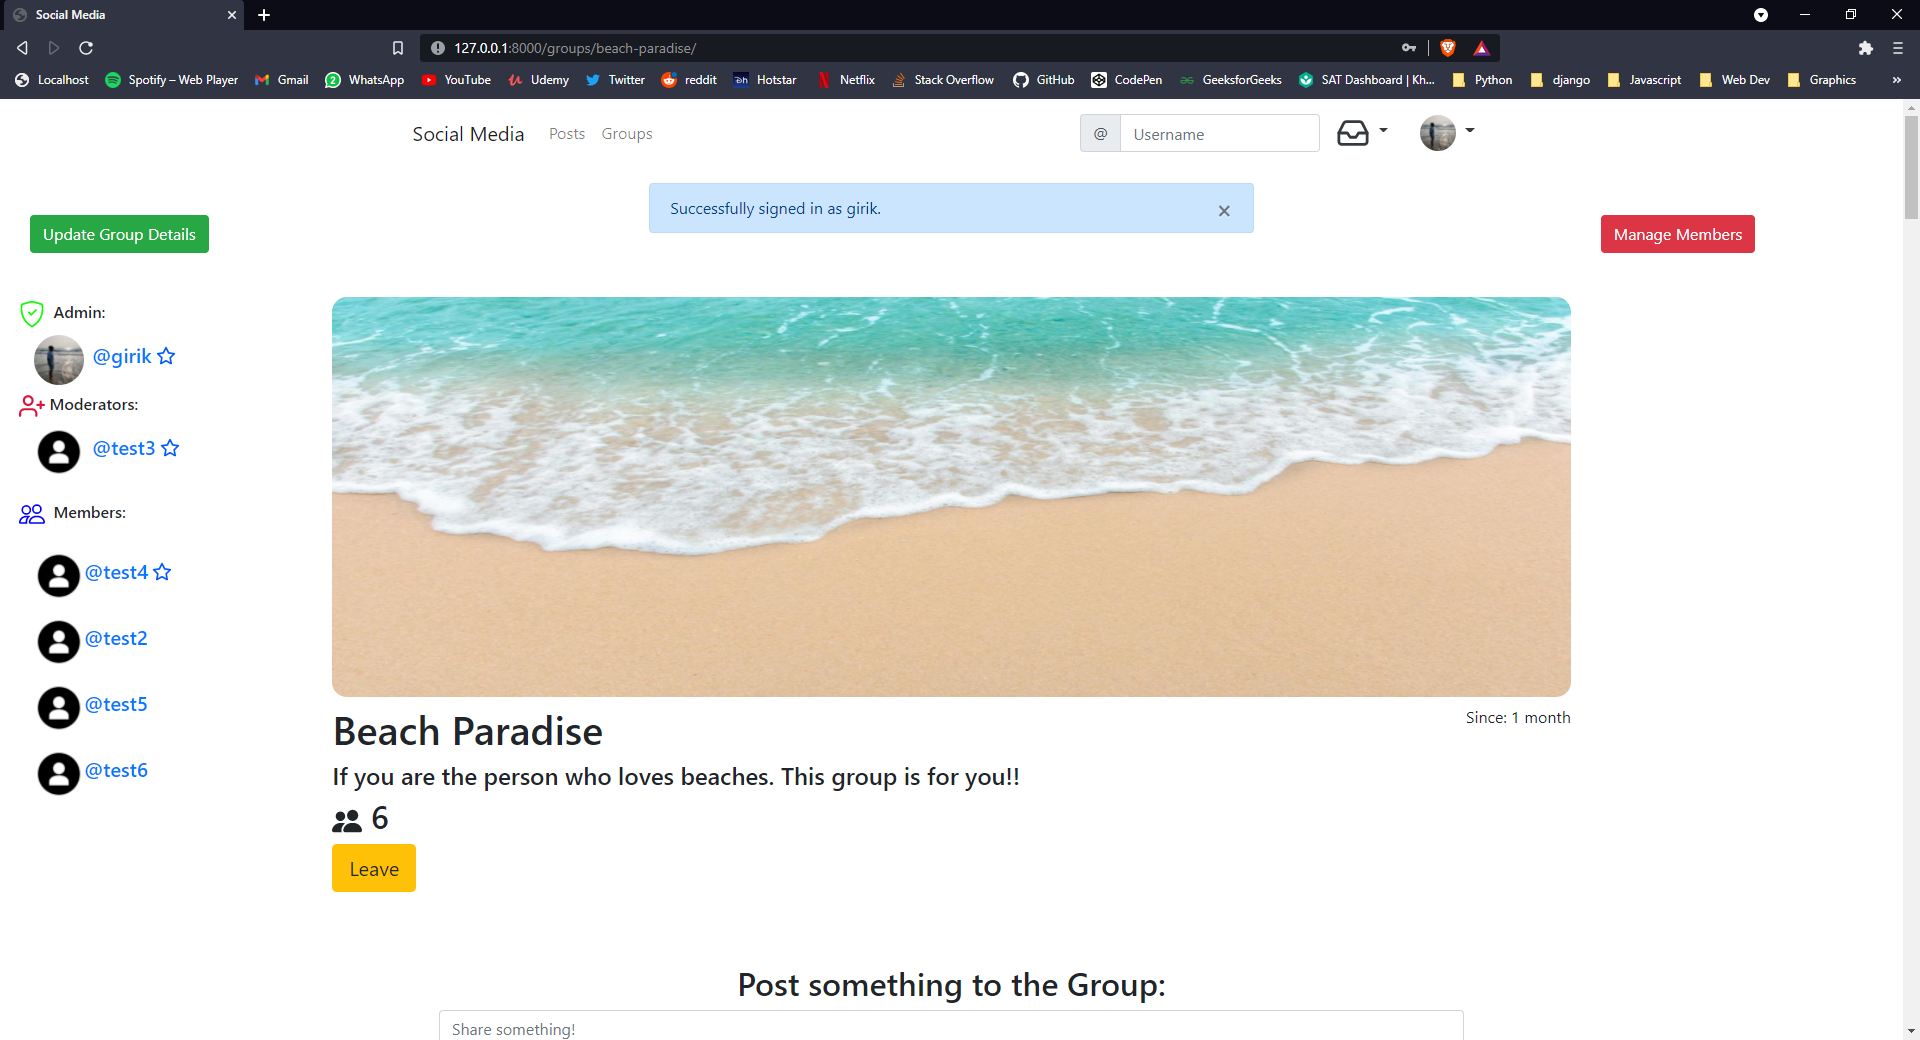 Social Media
127.0.0.1:8000/groups/beach-paradise/
Localhost Spotify – Web Player Gmail WhatsApp YouTube Udemy Twitter reddit Hotstar Netflix Stack Overflow GitHub CodePen GeeksforGeeks SAT Dashboard | Kh... Python django Javascript Web Dev Graphics »
Social Media Posts Groups @ Username
Successfully signed in as girik. ×
Update Group Details
Manage Members
Admin:
@girik
Moderators:
@test3
Members:
@test4
@test2
@test5
@test6
Beach Paradise
Since: 1 month
If you are the person who loves beaches. This group is for you!!
6
Leave
Post something to the Group:
Share something!